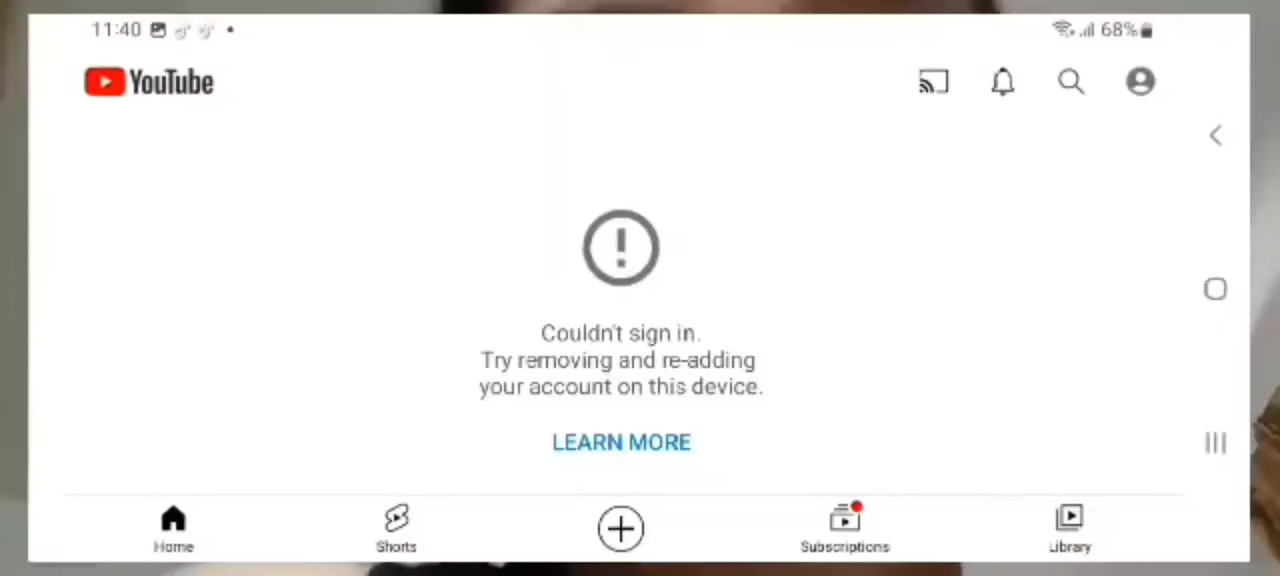 11:40
68%
YouTube
Couldn't sign in.
Try removing and re-adding
your account on this device.
LEARN MORE
Home
Shorts
Subscriptions
Library